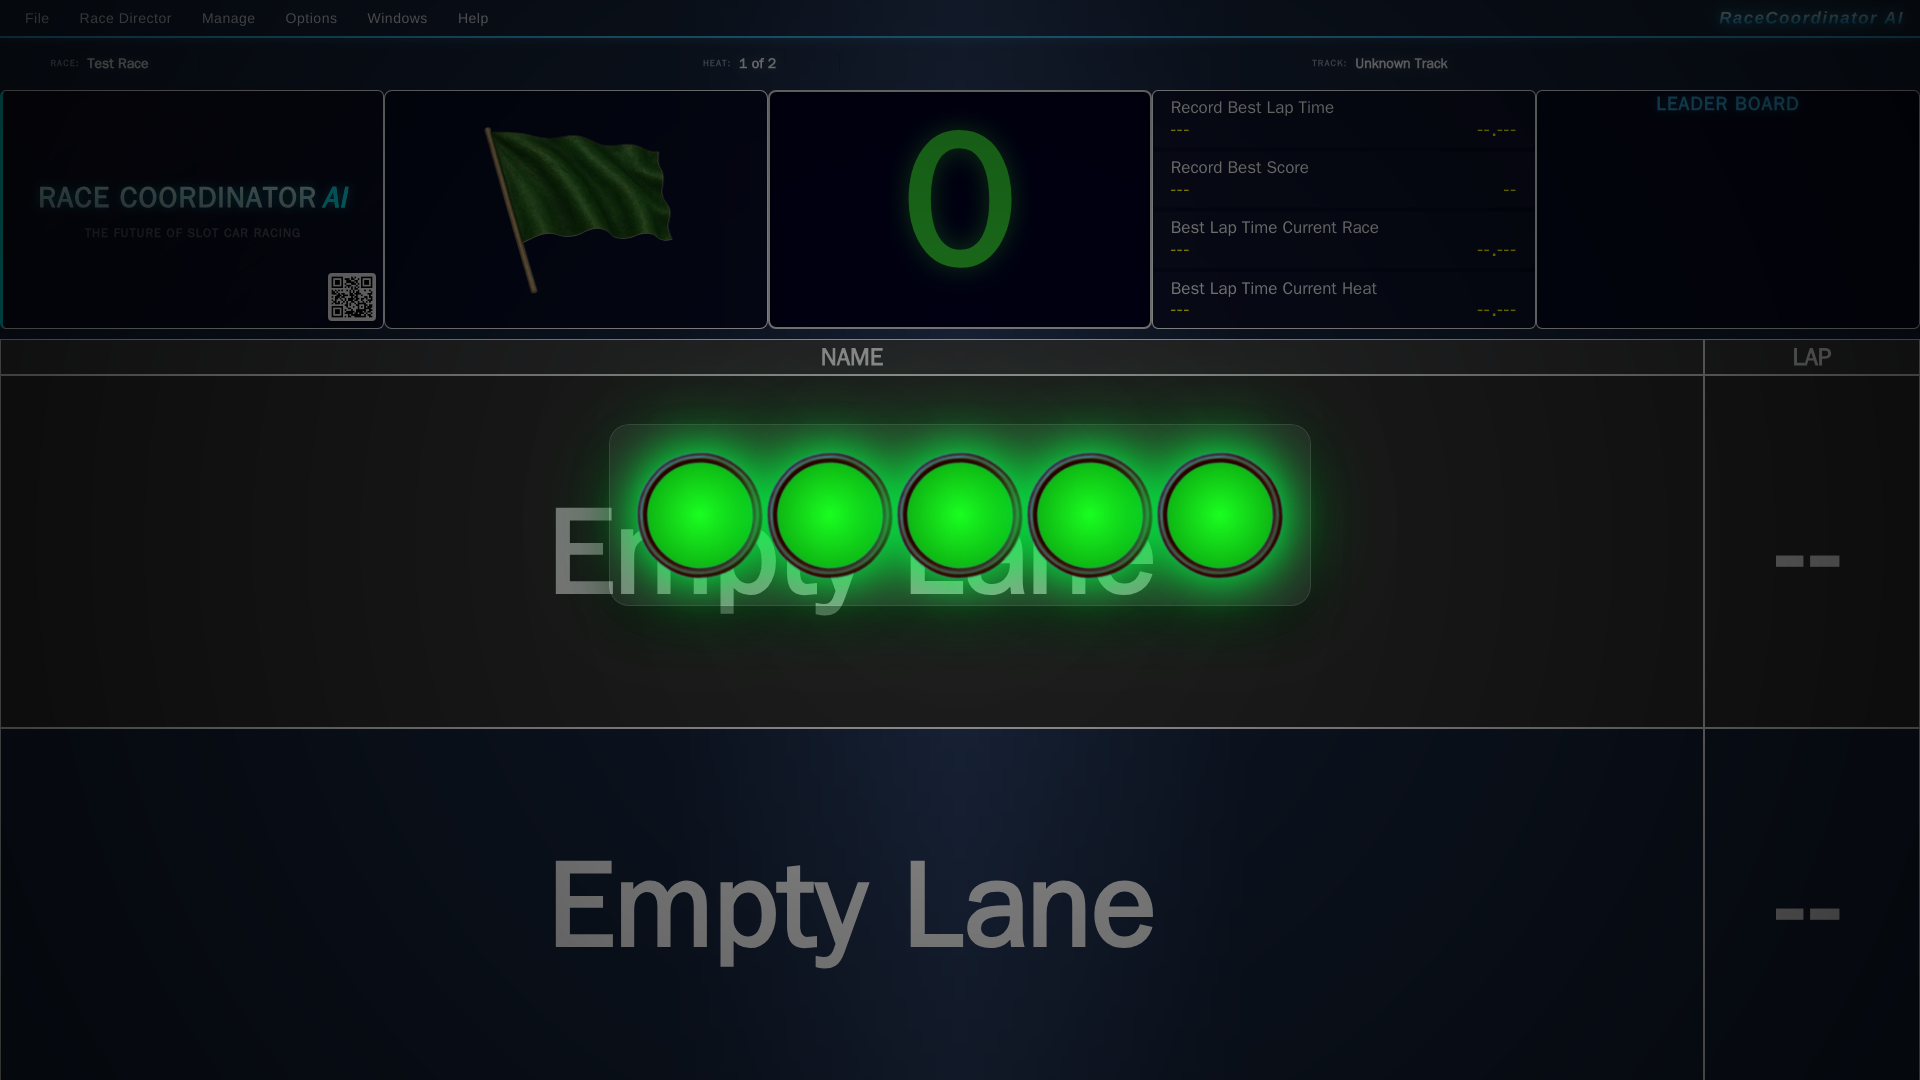 File Race Director Manage Options Windows Help RaceCoordinator AI
RACE: Test Race HEAT: 1 of 2 TRACK: Unknown Track
RACE COORDINATOR AI
THE FUTURE OF SLOT CAR RACING
0
Record Best Lap Time
--- --.---
Record Best Score
--- --
Best Lap Time Current Race
--- --.---
Best Lap Time Current Heat
--- --.---
LEADER BOARD
NAME LAP
Empty Lane --
Empty Lane --